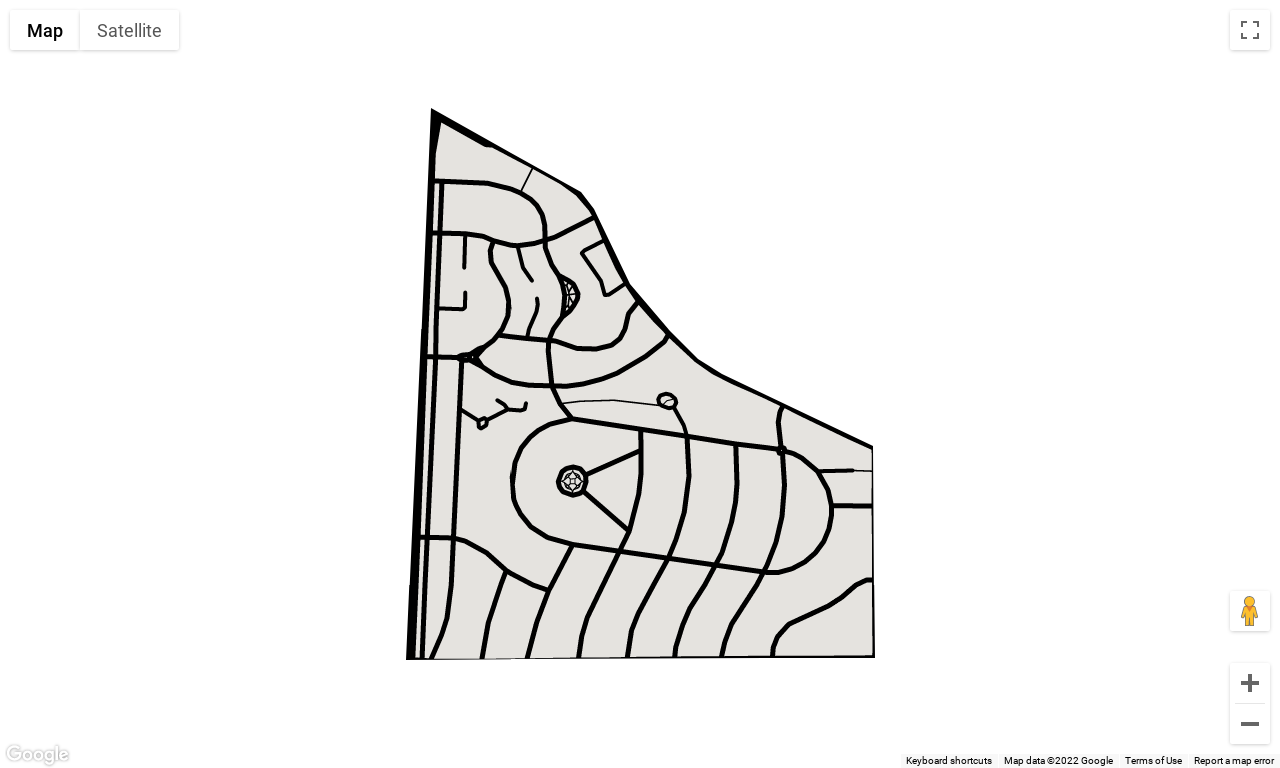 Map Satellite
Google
Keyboard shortcuts Map data ©2022 Google Terms of Use Report a map error